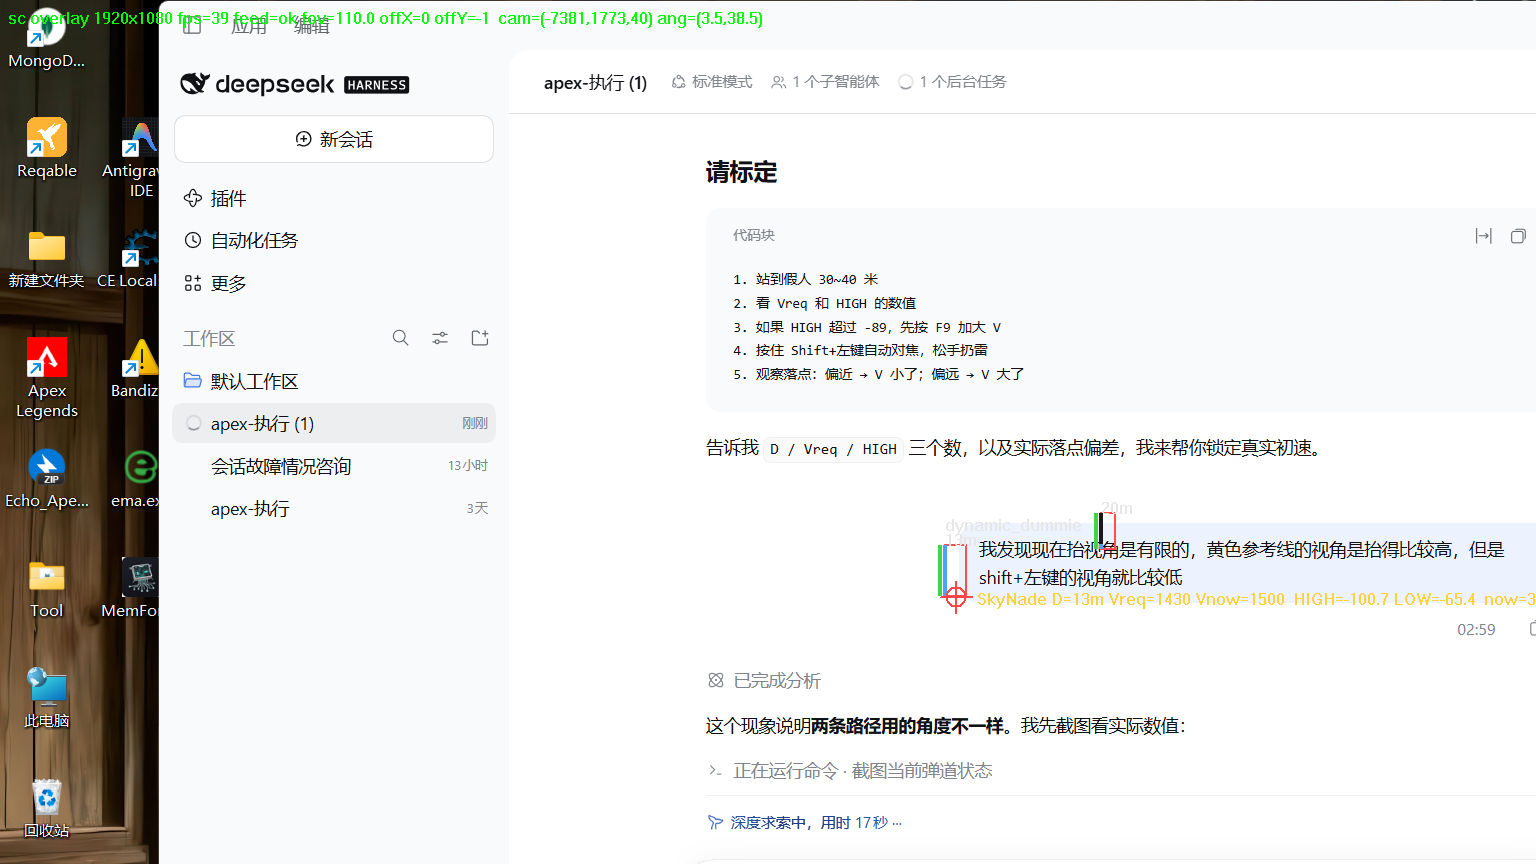 sc overlay 1920x1080 fps=39 feed=ok fov=110.0 offX=0 offY=-1 cam=(-7381,1773,40) ang=(3.5,38.5)
应用 编辑
MongoD...
Reqable
Antigrav
IDE
新建文件夹
CE Local
Apex
Legends
Bandiz
ZIP
Echo_Ape...
ema.ex
Tool
MemFor
此电脑
回收站
deepseek HARNESS
新会话
插件
自动化任务
更多
工作区
默认工作区
apex-执行 (1) 刚刚
会话故障情况咨询 13小时
apex-执行 3天
apex-执行 (1) 标准模式 1 个子智能体 1 个后台任务
请标定
代码块
1. 站到假人 30~40 米
2. 看 Vreq 和 HIGH 的数值
3. 如果 HIGH 超过 -89，先按 F9 加大 V
4. 按住 Shift+左键自动对焦，松手扔雷
5. 观察落点：偏近 → V 小了；偏远 → V 大了
告诉我 D / Vreq / HIGH 三个数，以及实际落点偏差，我来帮你锁定真实初速。
20m
dynamic_dummie
13m
我发现现在抬视角是有限的，黄色参考线的视角是抬得比较高，但是
shift+左键的视角就比较低
SkyNade D=13m Vreq=1430 Vnow=1500 HIGH=-100.7 LOW=-65.4 now=3
02:59
已完成分析
这个现象说明两条路径用的角度不一样。我先截图看实际数值：
正在运行命令 · 截图当前弹道状态
深度求索中，用时 17秒 ...